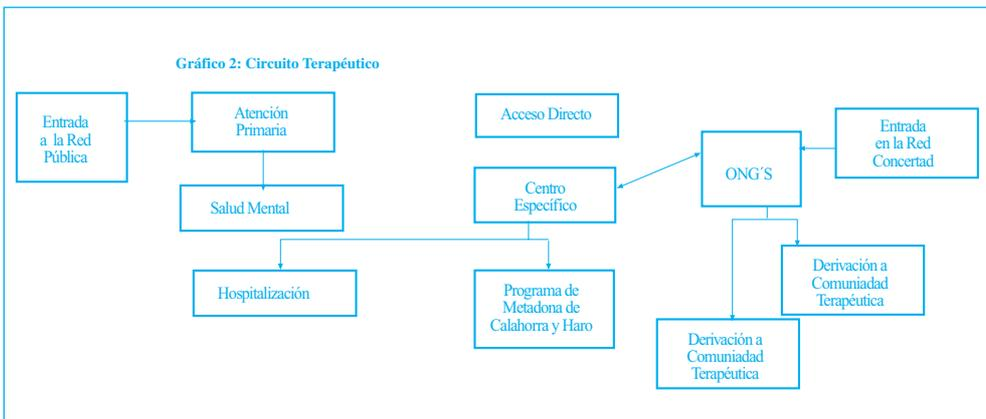 Gráfico 2: Circuito Terapéutico
Entrada
a la Red
Pública
Atención
Primaria
Acceso Directo
Entrada
en la Red
Concertad
ONG´S
Salud Mental
Centro
Específico
Hospitalización
Programa de
Metadona de
Calahorra y Haro
Derivación a
Comuniadad
Terapéutica
Derivación a
Comuniadad
Terapéutica